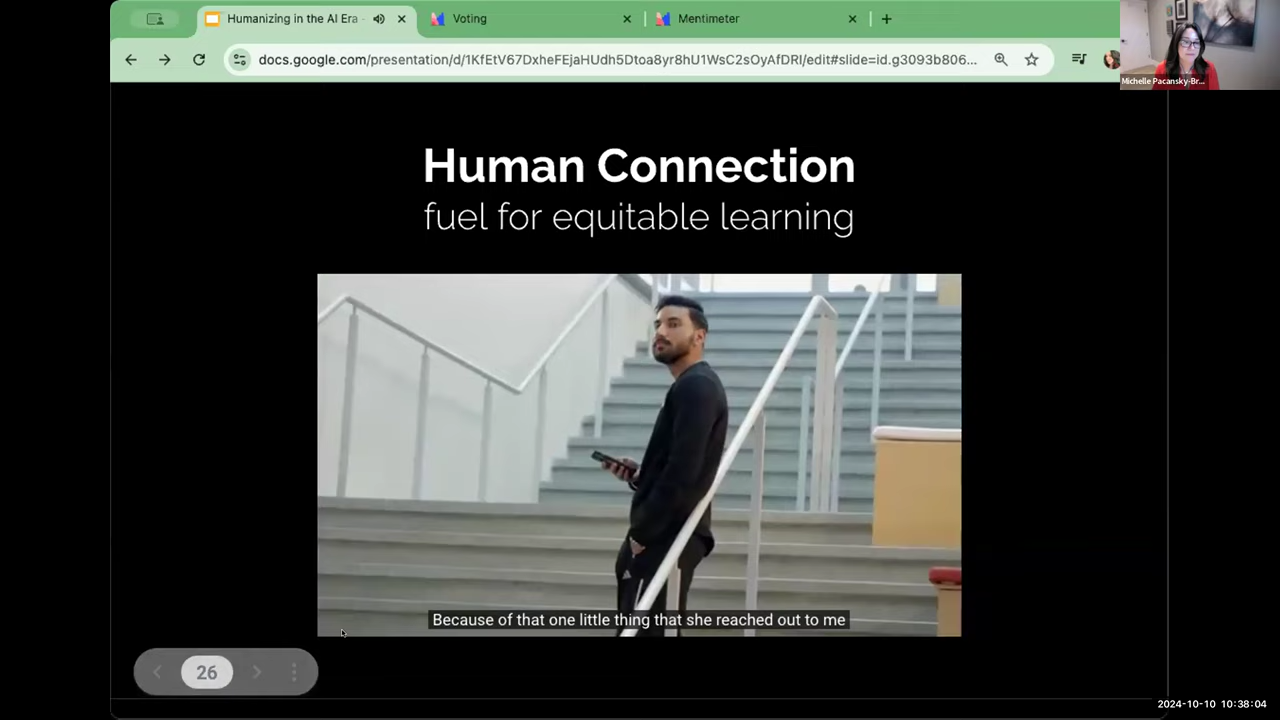 Humanizing in the AI Era -
Voting
Mentimeter
docs.google.com/presentation/d/1KfEtV67DxheFEjaHUdh5Dtoa8yr8hU1WsC2sOyAfDRI/edit#slide=id.g3093b806...
Michelle Pacansky-Br...
Human Connection
fuel for equitable learning
Because of that one little thing that she reached out to me
26
2024-10-10 10:38:04